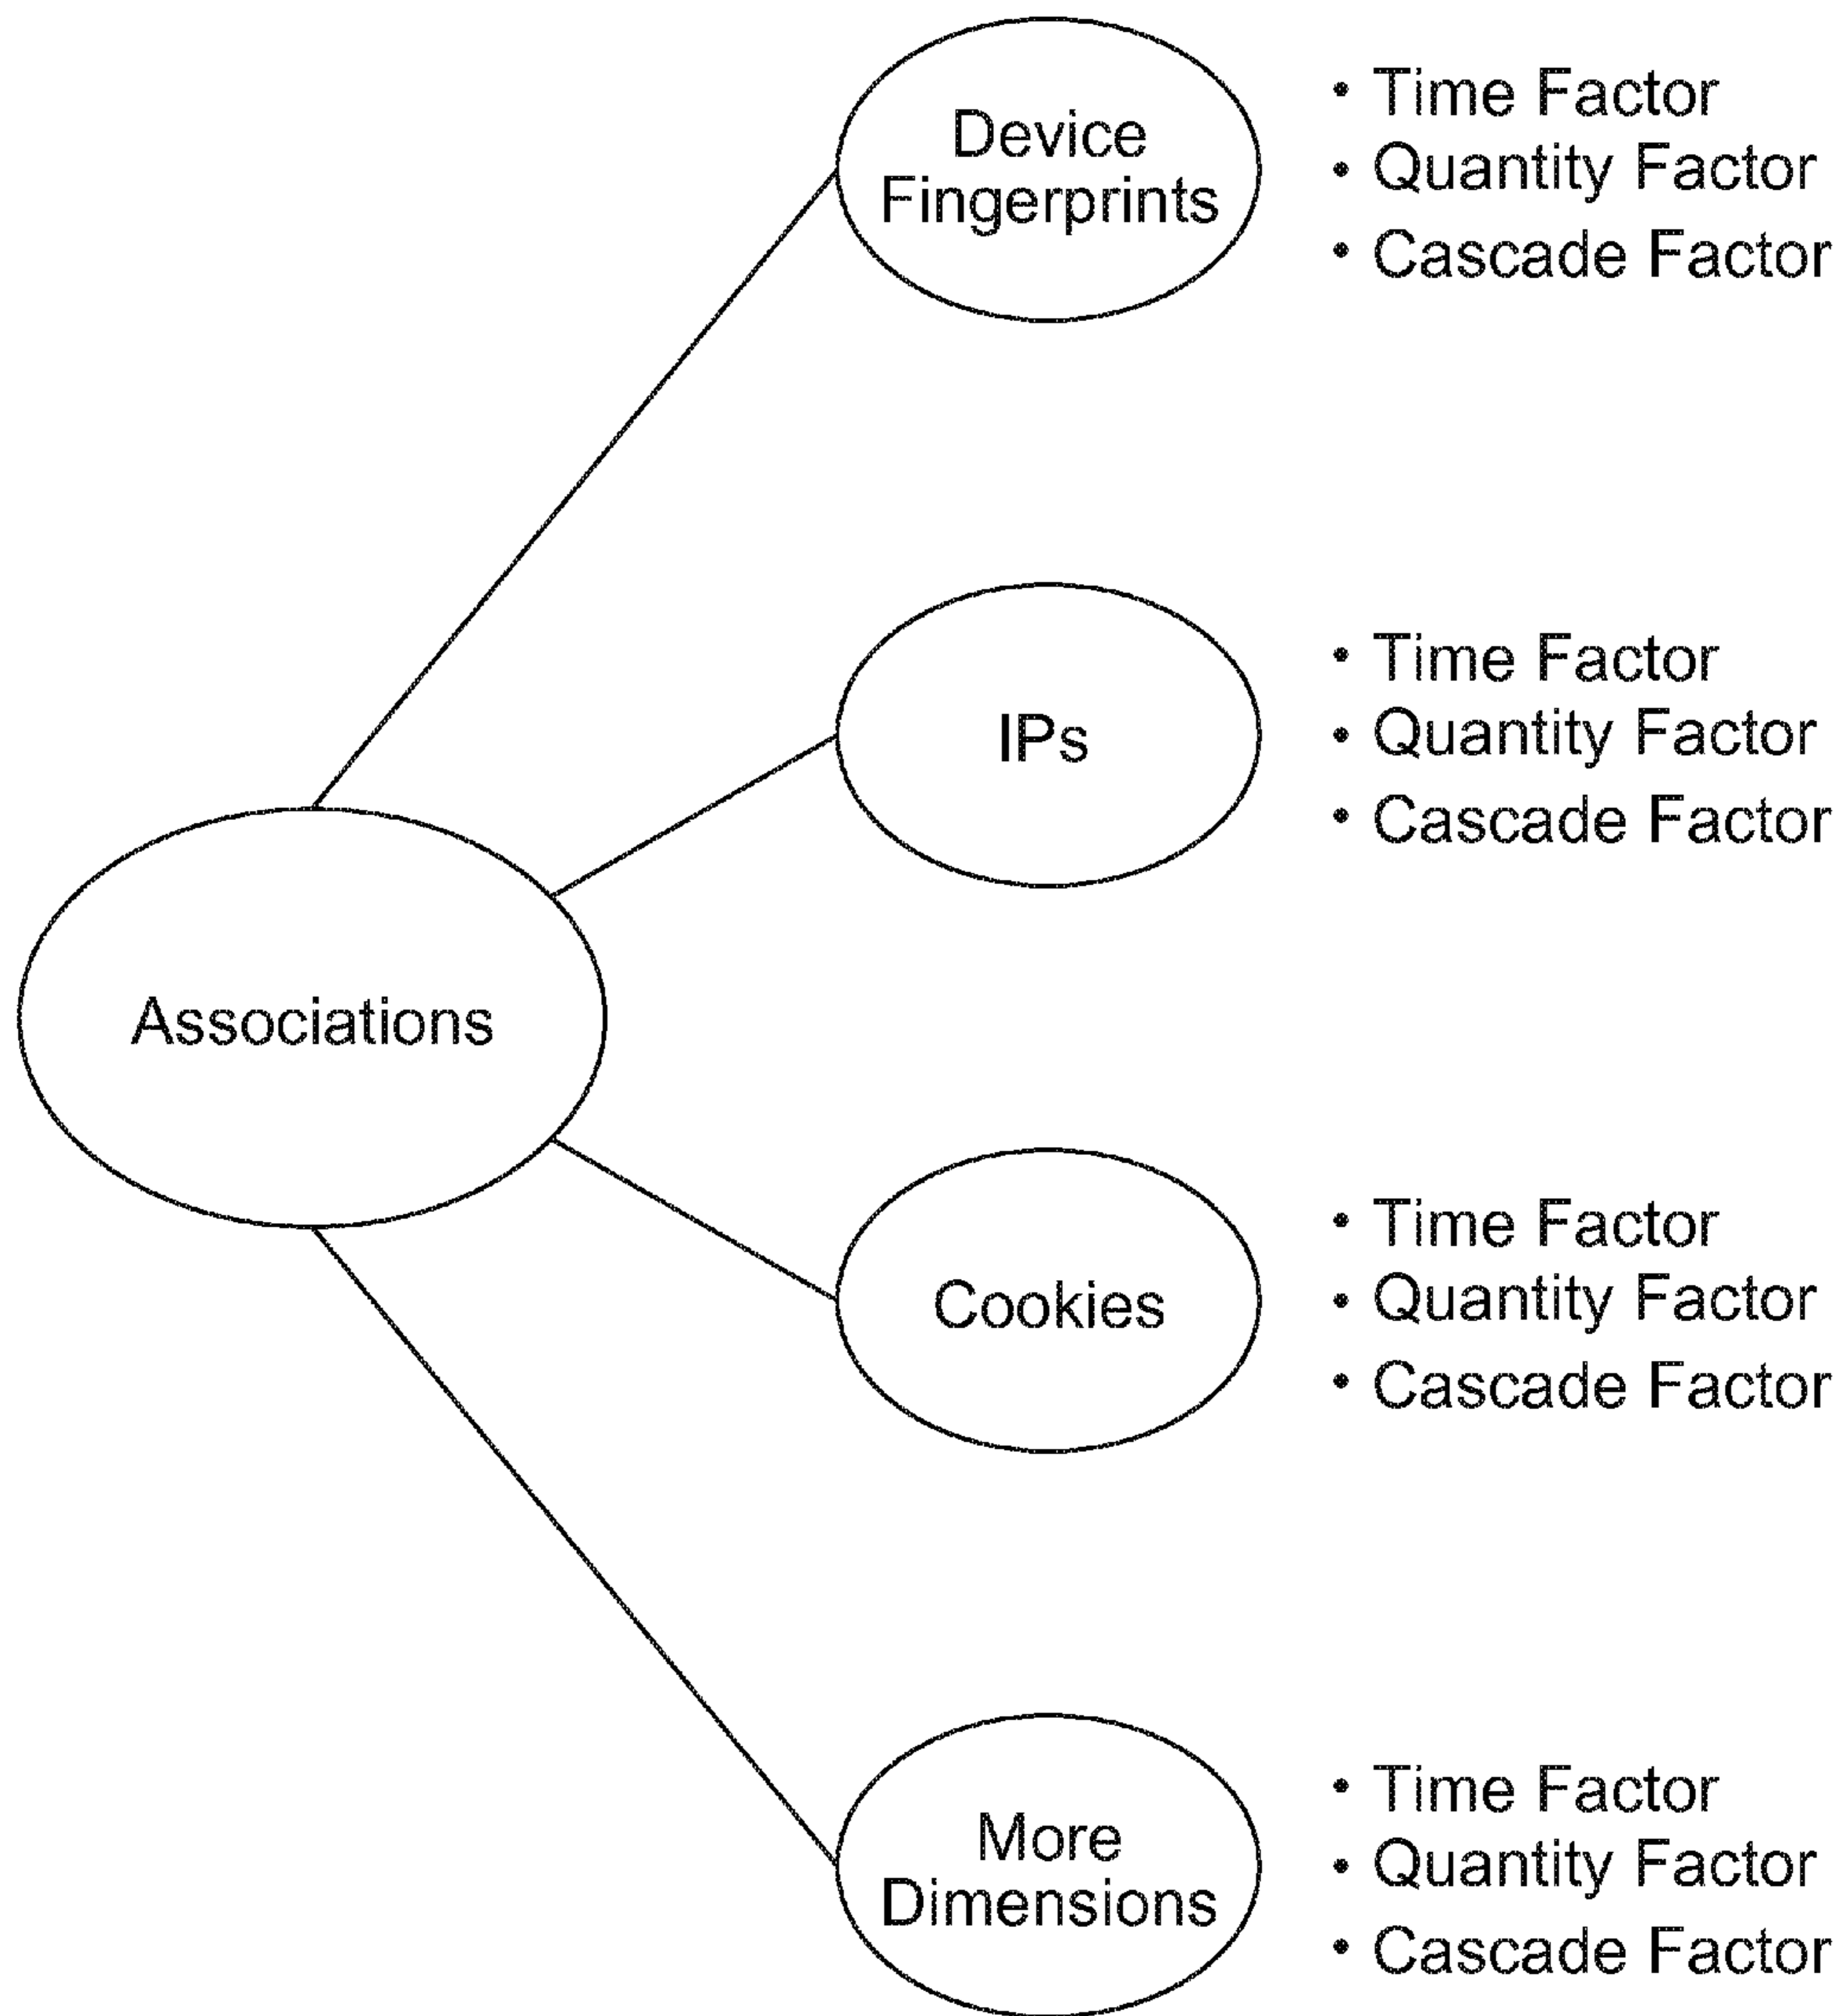 Device
Fingerprints
• Time Factor
• Quantity Factor
• Cascade Factor
IPs
• Time Factor
• Quantity Factor
• Cascade Factor
Associations
Cookies
• Time Factor
• Quantity Factor
• Cascade Factor
More
Dimensions
• Time Factor
• Quantity Factor
• Cascade Factor